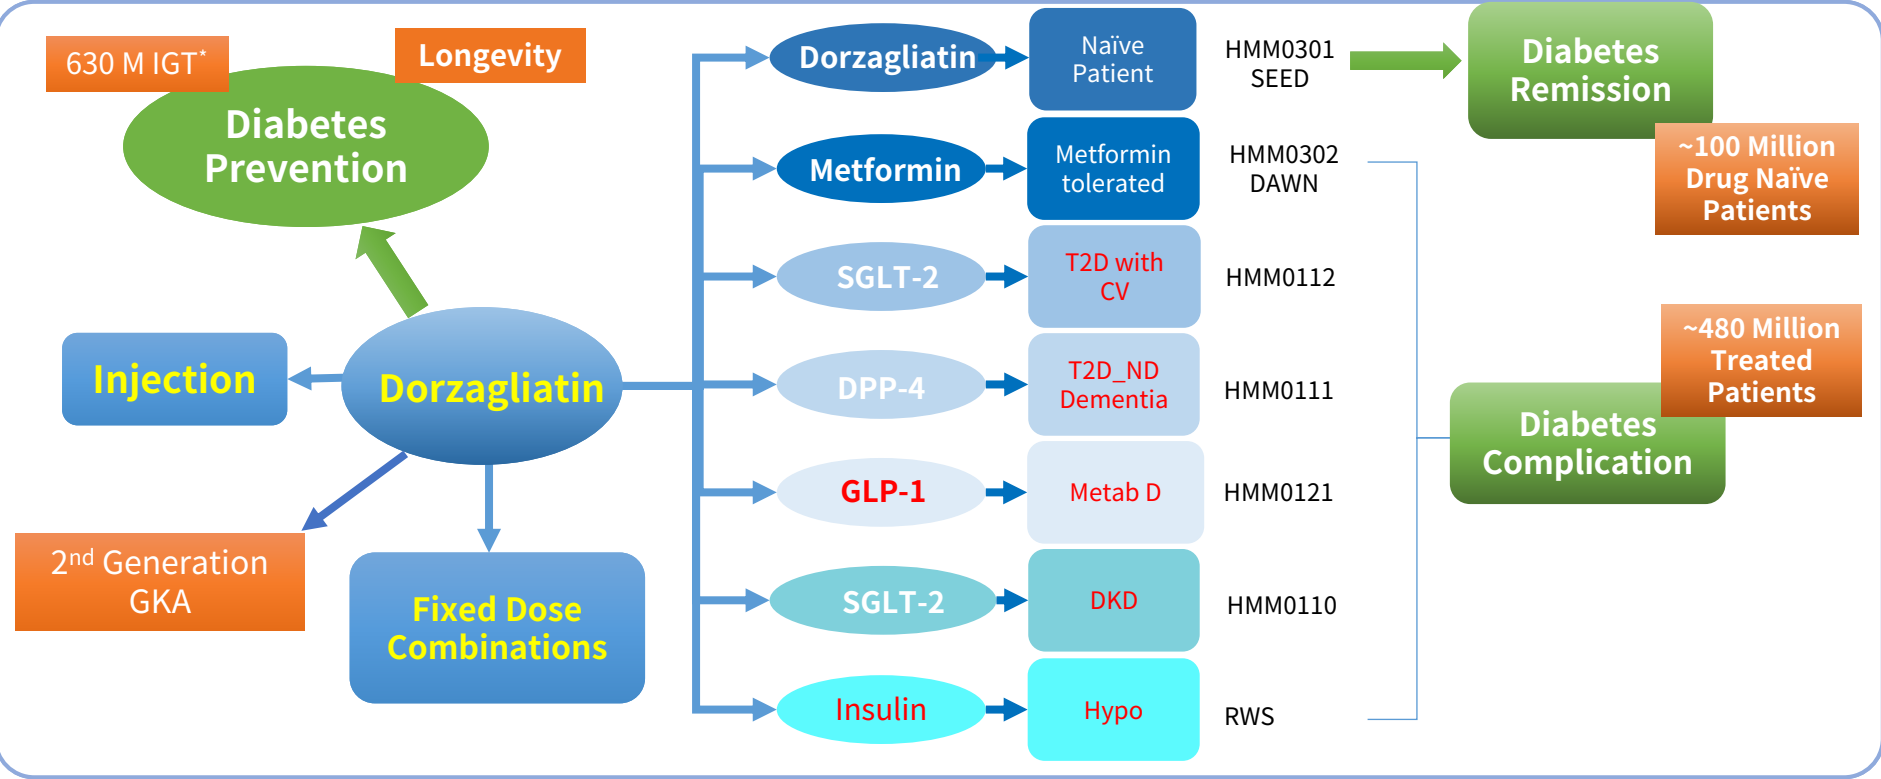 630 M IGT*
Longevity
Diabetes
Prevention
Injection
Dorzagliatin
2nd Generation
GKA
Fixed Dose
Combinations
Dorzagliatin
Naïve
Patient
HMM0301
SEED
Metformin
Metformin
tolerated
HMM0302
DAWN
SGLT-2
T2D with
CV
HMM0112
DPP-4
T2D_ND
Dementia
HMM0111
GLP-1
Metab D
HMM0121
SGLT-2
DKD
HMM0110
Insulin
Hypo
RWS
Diabetes
Remission
~100 Million
Drug Naïve
Patients
~480 Million
Treated
Patients
Diabetes
Complication